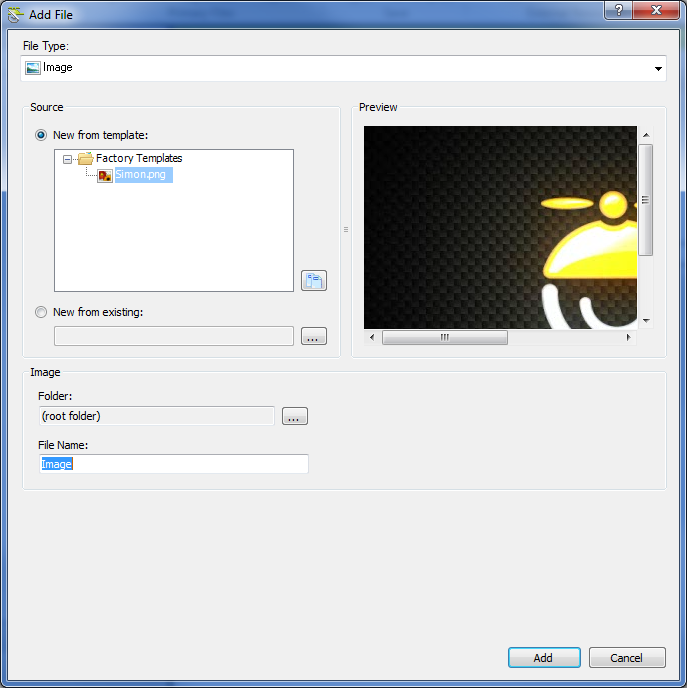 Add File
File Type:
Image
Source
New from template:
Factory Templates
Simon.png
New from existing:
...
Preview
Image
Folder:
(root folder)
...
File Name:
Image
Add
Cancel